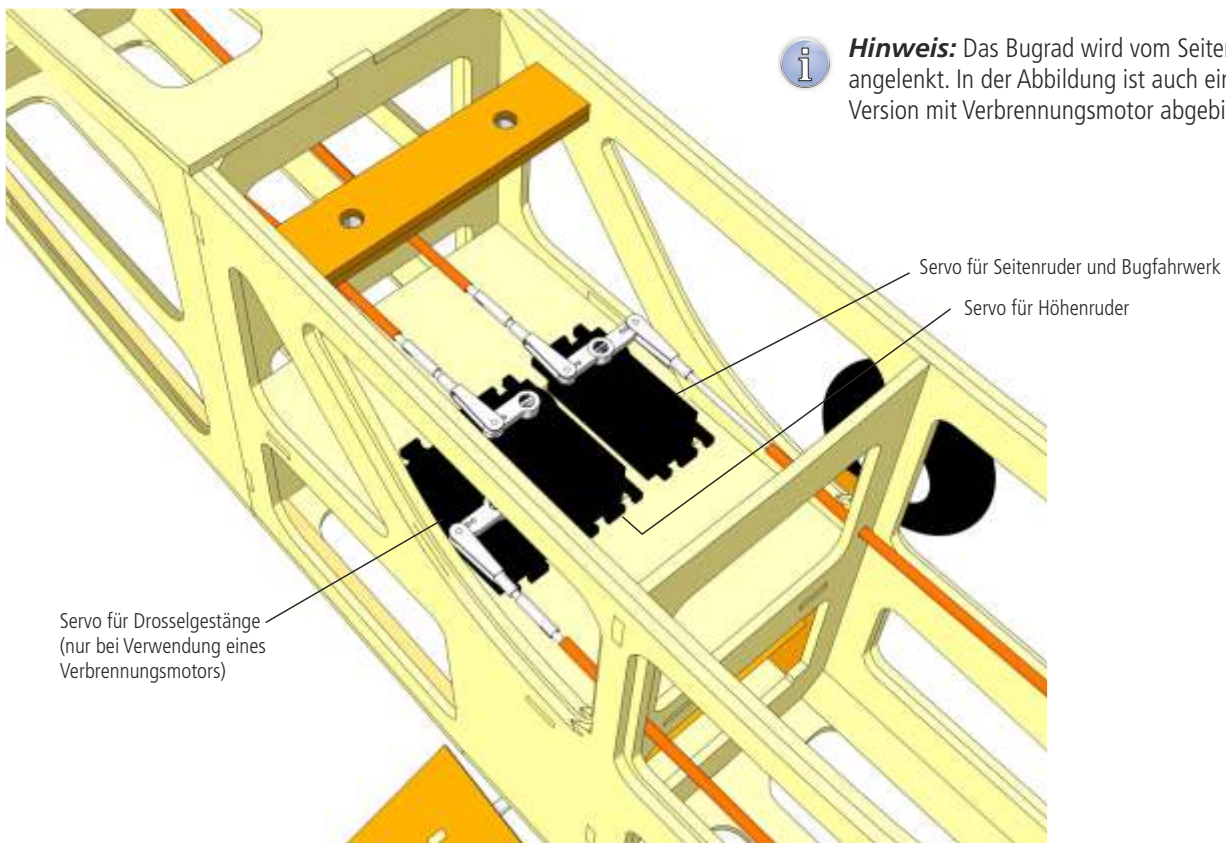 Hinweis: Das Bugrad wird vom Seiten
angelenkt. In der Abbildung ist auch ein
Version mit Verbrennungsmotor abgebi
Servo für Seitenruder und Bugfahrwerk
Servo für Höhenruder
Servo für Drosselgestänge
(nur bei Verwendung eines
Verbrennungsmotors)